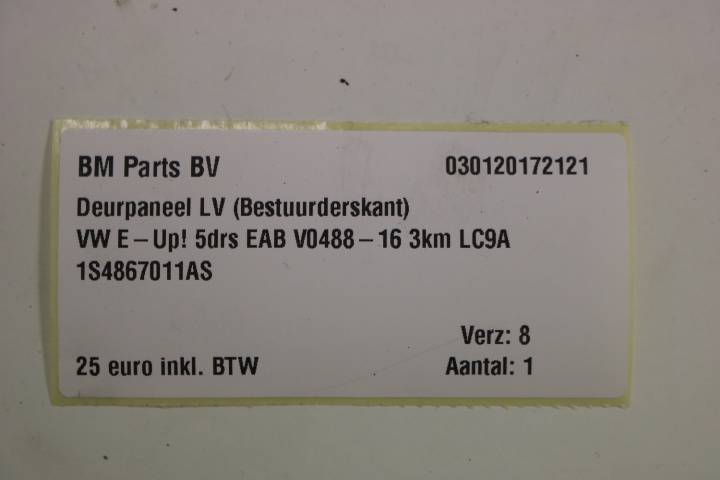 BM Parts BV 030120172121
Deurpaneel LV (Bestuurderskant)
VW E-Up! 5drs EAB V0488-16 3km LC9A
1S4867011AS
Verz: 8
25 euro inkl. BTW Aantal: 1